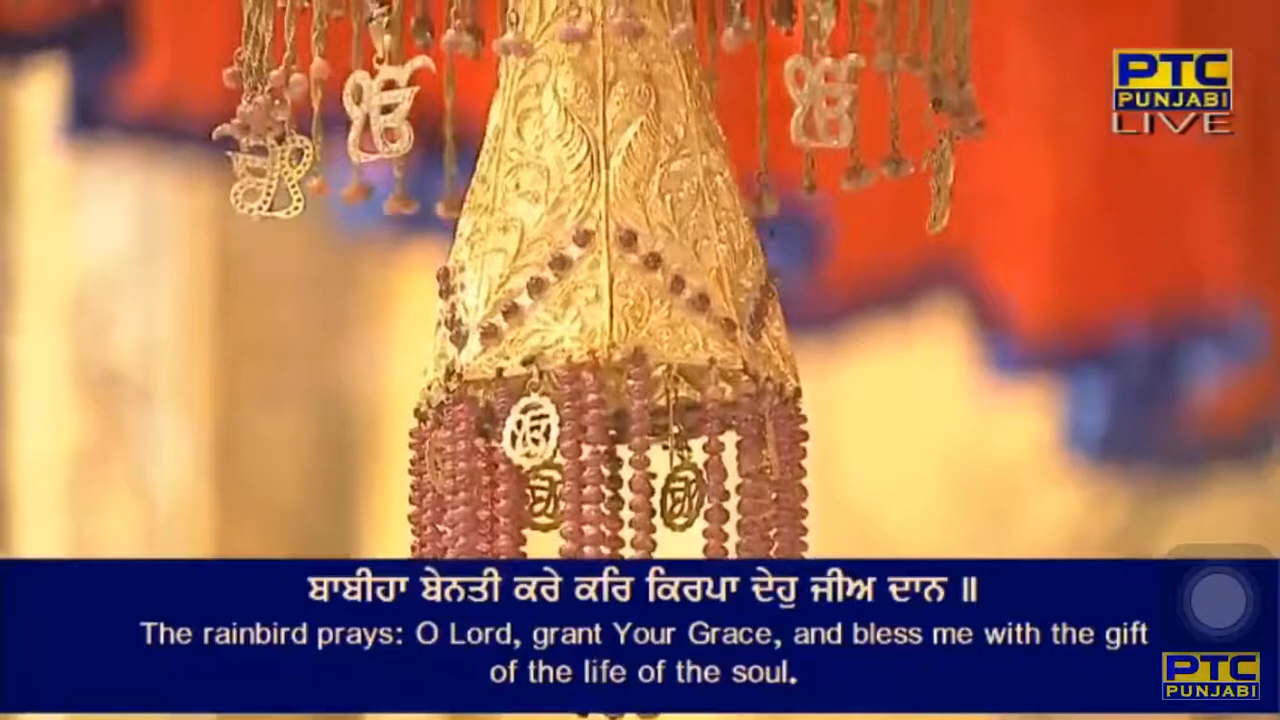 PTC
PUNJABI
LIVE
ਬਾਬੀਹਾ ਬੇਨਤੀ ਕਰੇ ਕਰਿ ਕਿਰਪਾ ਦੇਹੁ ਜੀਅ ਦਾਨ ॥
The rainbird prays: O Lord, grant Your Grace, and bless me with the gift
of the life of the soul.
PTC
PUNJABI